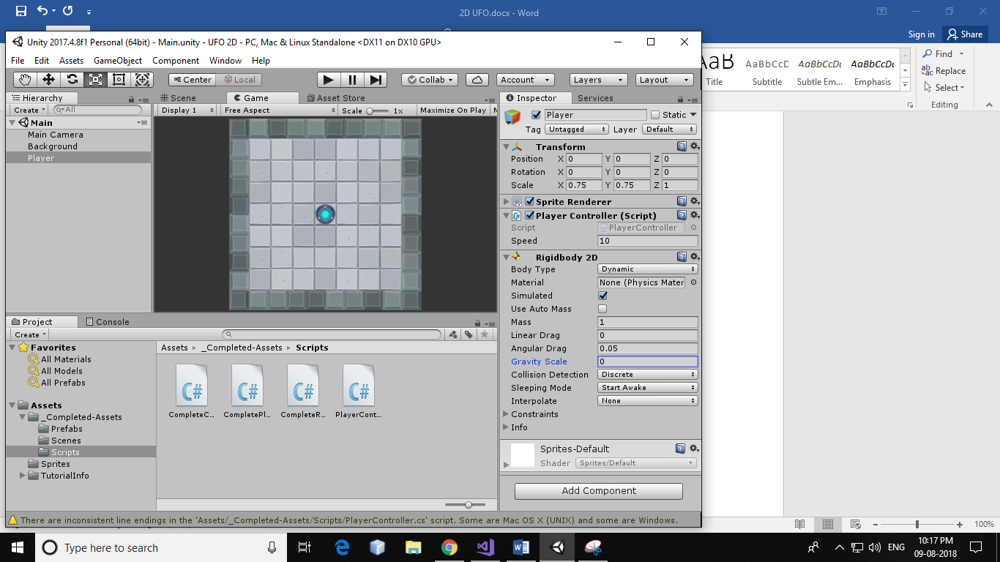 2D UFO.docx - Word
Sign in
Share
Unity 2017.4.8f1 Personal (64bit) - Main.unity - UFO 2D - PC, Mac & Linux Standalone <DX11 on DX10 GPU>
File Edit Assets GameObject Component Window Help
Center Local Collab Account Layers Layout
Hierarchy
Create All
Main
Main Camera
Background
Player
Scene Game Asset Store
Display 1 Free Aspect Scale 1x Maximize On Play M
Inspector Services
Player Static
Tag Untagged Layer Default
Transform
Position X 0 Y 0 Z 0
Rotation X 0 Y 0 Z 0
Scale X 0.75 Y 0.75 Z 1
Sprite Renderer
Player Controller (Script)
Script PlayerController
Speed 10
Rigidbody 2D
Body Type Dynamic
Material None (Physics Mater
Simulated
Use Auto Mass
Mass 1
Linear Drag 0
Angular Drag 0.05
Gravity Scale 0
Collision Detection Discrete
Sleeping Mode Start Awake
Interpolate None
Constraints
Info
Sprites-Default
Shader Sprites/Default
Add Component
Project Console
Create
Favorites
All Materials
All Models
All Prefabs
Assets
_Completed-Assets
Prefabs
Scenes
Scripts
Sprites
TutorialInfo
Assets _Completed-Assets Scripts
C# C# C# C#
CompleteC... CompletePl... CompleteR... PlayerCont...
There are inconsistent line endings in the 'Assets/_Completed-Assets/Scripts/PlayerController.cs' script. Some are Mac OS X (UNIX) and some are Windows.
AaB AaBbCcD AaBbCcDt AaBbCcDt
Title Subtitle Subtle Em... Emphasis
Find
Replace
Select
Editing
100%
Type here to search
ENG
10:17 PM
09-08-2018